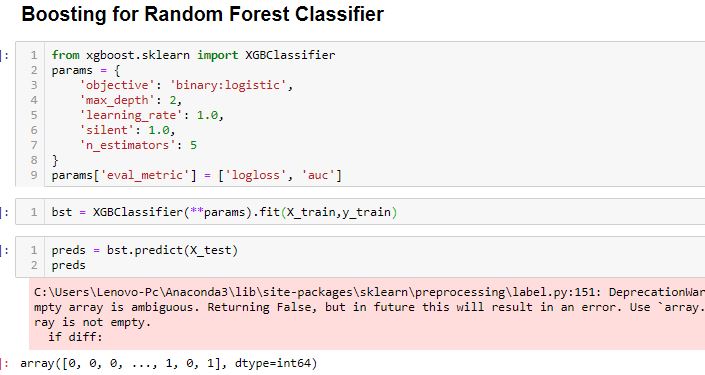 Boosting for Random Forest Classifier
]: 1 from xgboost.sklearn import XGBClassifier
2 params = {
3 'objective': 'binary:logistic',
4 'max_depth': 2,
5 'learning_rate': 1.0,
6 'silent': 1.0,
7 'n_estimators': 5
8 }
9 params['eval_metric'] = ['logloss', 'auc']
]: 1 bst = XGBClassifier(**params).fit(X_train,y_train)
]: 1 preds = bst.predict(X_test)
2 preds
C:\Users\Lenovo-Pc\Anaconda3\lib\site-packages\sklearn\preprocessing\label.py:151: DeprecationWar
mpty array is ambiguous. Returning False, but in future this will result in an error. Use `array.
ray is not empty.
if diff:
]: array([0, 0, 0, ..., 1, 0, 1], dtype=int64)